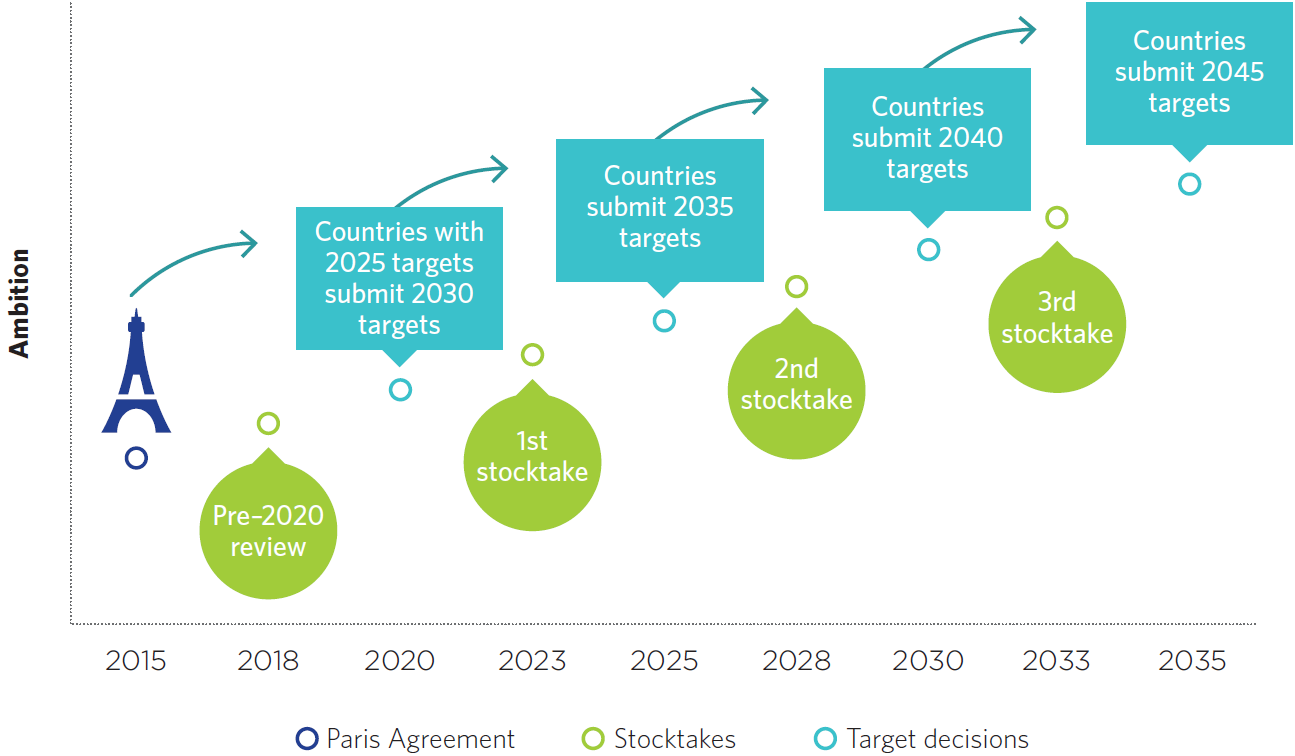 Ambition
Countries with
2025 targets
submit 2030
targets
Countries
submit 2035
targets
Countries
submit 2040
targets
Countries
submit 2045
targets
Pre–2020
review
1st
stocktake
2nd
stocktake
3rd
stocktake
2015 2018 2020 2023 2025 2028 2030 2033 2035
Paris Agreement Stocktakes Target decisions